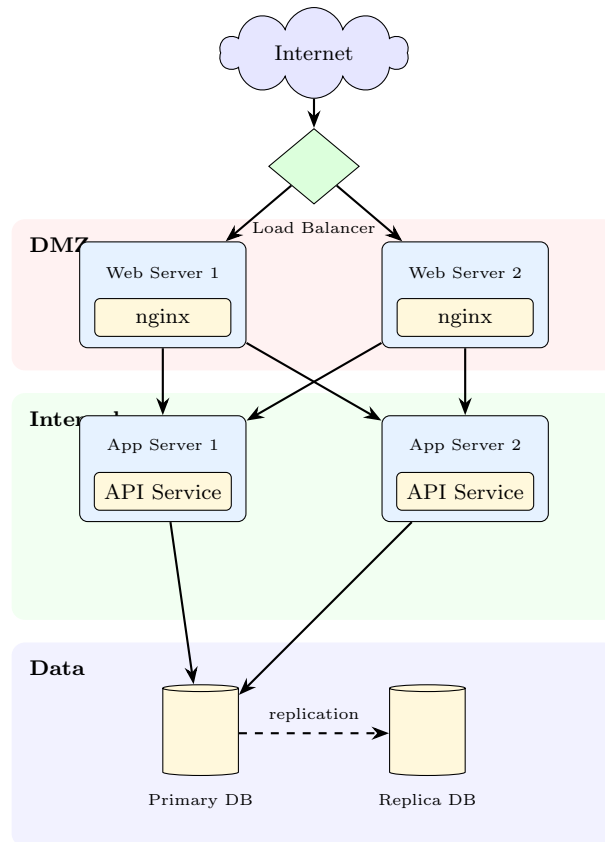 Internet
Load Balancer
DMZ
Web Server 1
Web Server 2
nginx
nginx
App Server 1
App Server 2
API Service
API Service
Data
replication
Primary DB
Replica DB